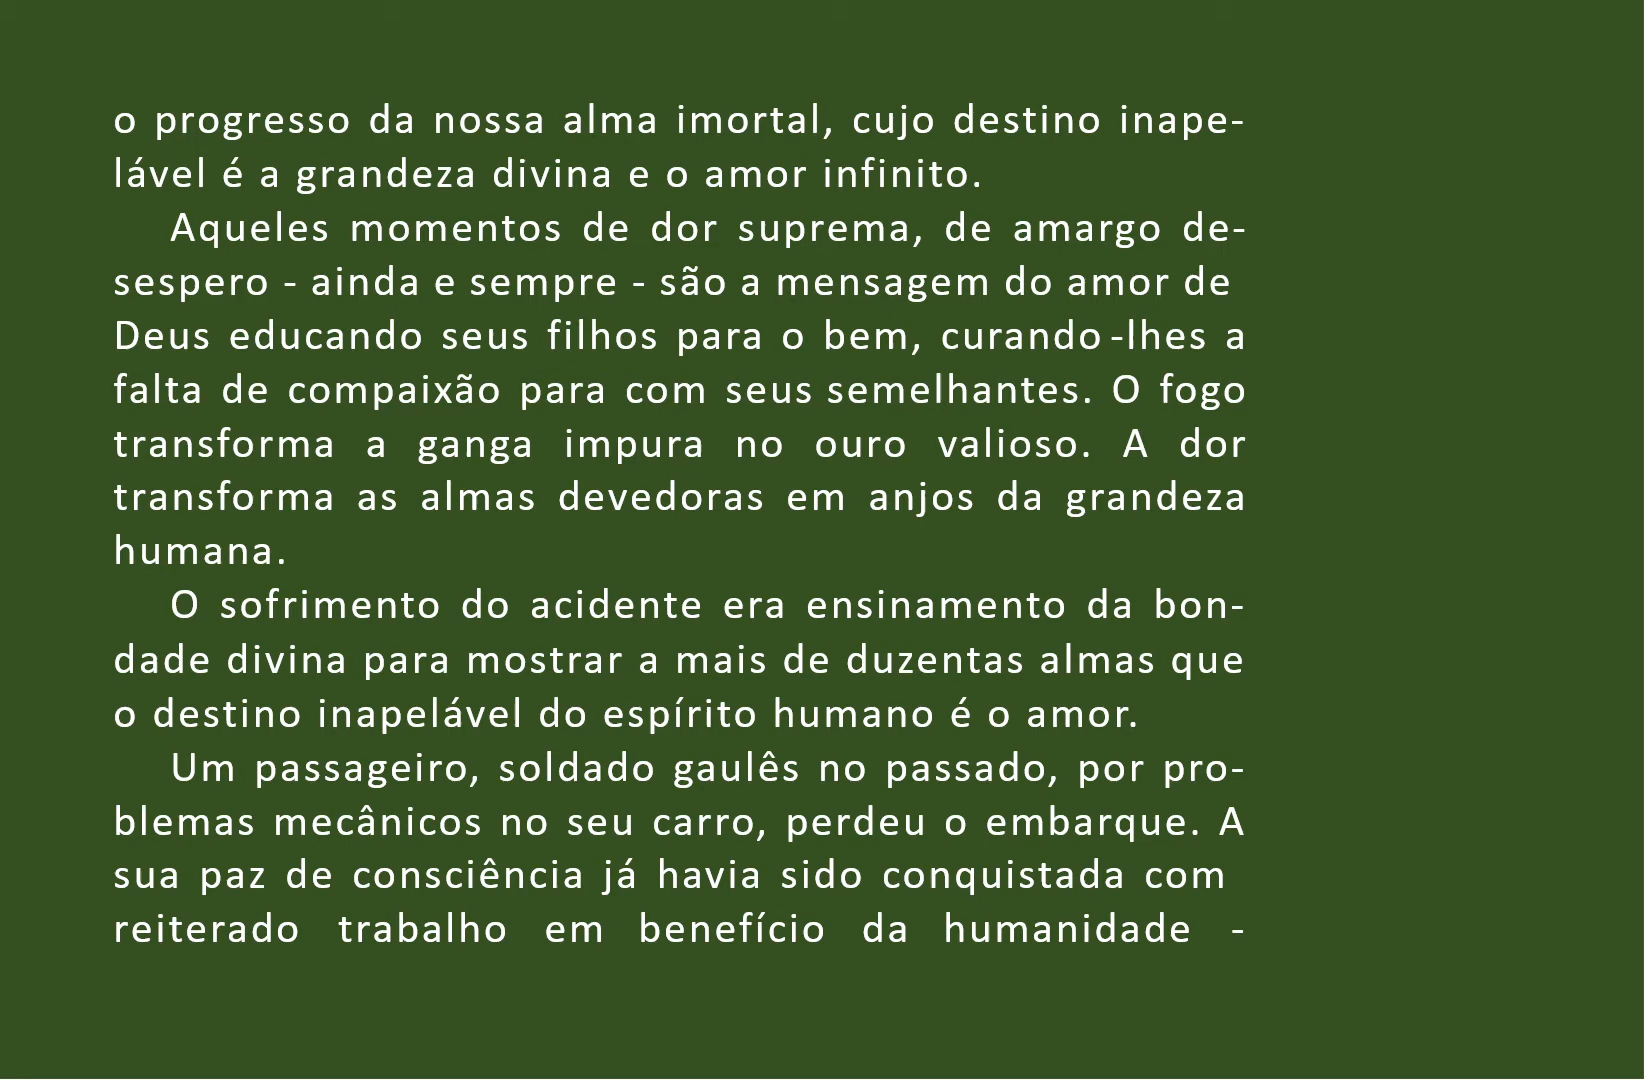 o progresso da nossa alma imortal, cujo destino inape-
lável é a grandeza divina e o amor infinito.
Aqueles momentos de dor suprema, de amargo de-
sespero - ainda e sempre - são a mensagem do amor de
Deus educando seus filhos para o bem, curando-lhes a
falta de compaixão para com seus semelhantes. O fogo
transforma a ganga impura no ouro valioso. A dor
transforma as almas devedoras em anjos da grandeza
humana.
O sofrimento do acidente era ensinamento da bon-
dade divina para mostrar a mais de duzentas almas que
o destino inapelável do espírito humano é o amor.
Um passageiro, soldado gaulês no passado, por pro-
blemas mecânicos no seu carro, perdeu o embarque. A
sua paz de consciência já havia sido conquistada com
reiterado trabalho em benefício da humanidade -